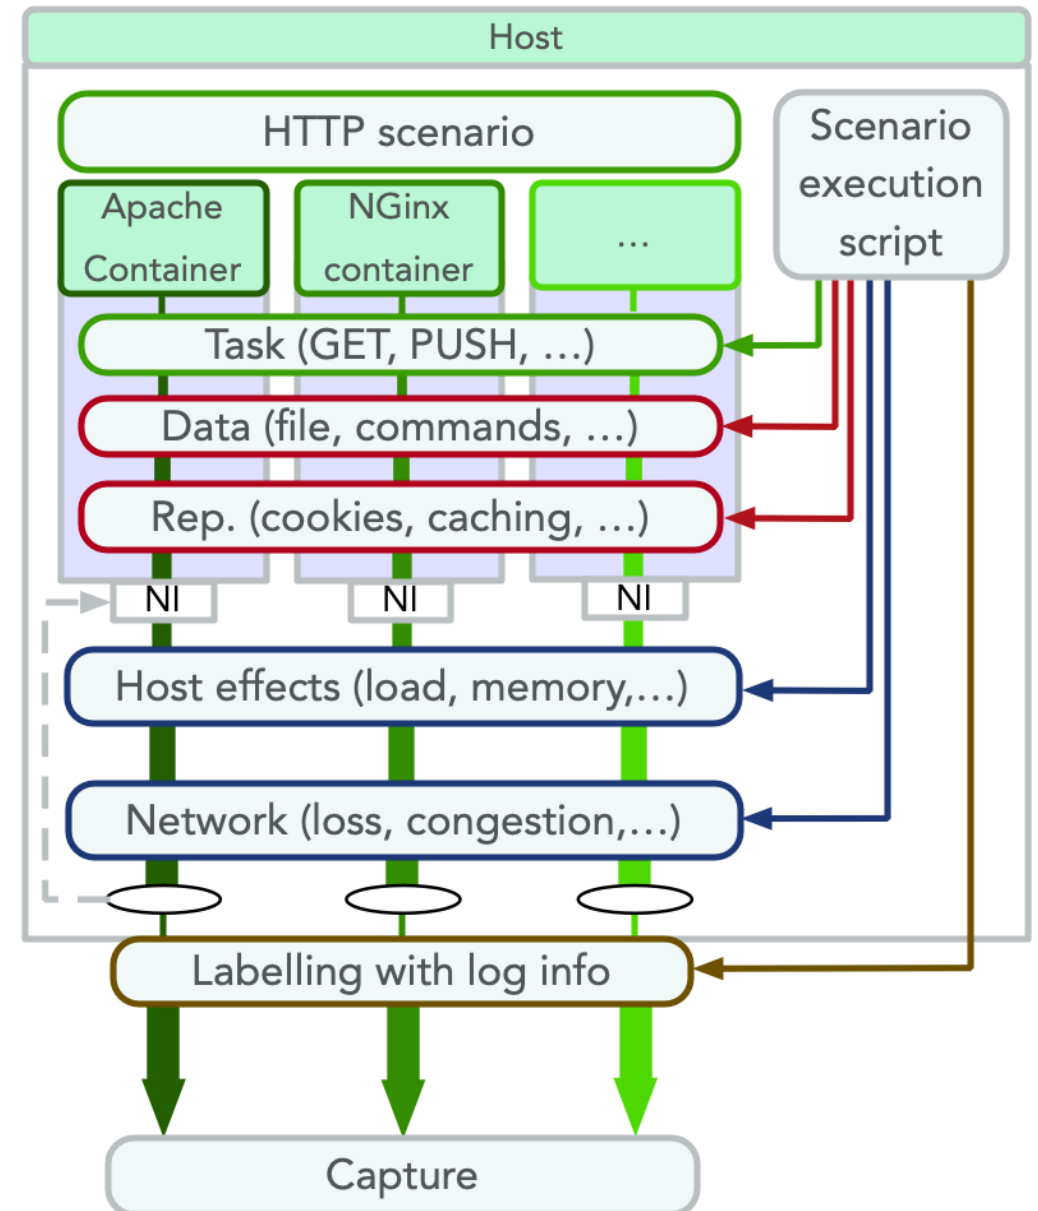 Host
HTTP scenario
Scenario
execution
script
Apache
Container
NGinx
container
...
Task (GET, PUSH, ...)
Data (file, commands, ...)
Rep. (cookies, caching, ...)
NI
NI
NI
Host effects (load, memory,...)
Network (loss, congestion,...)
Labelling with log info
Capture